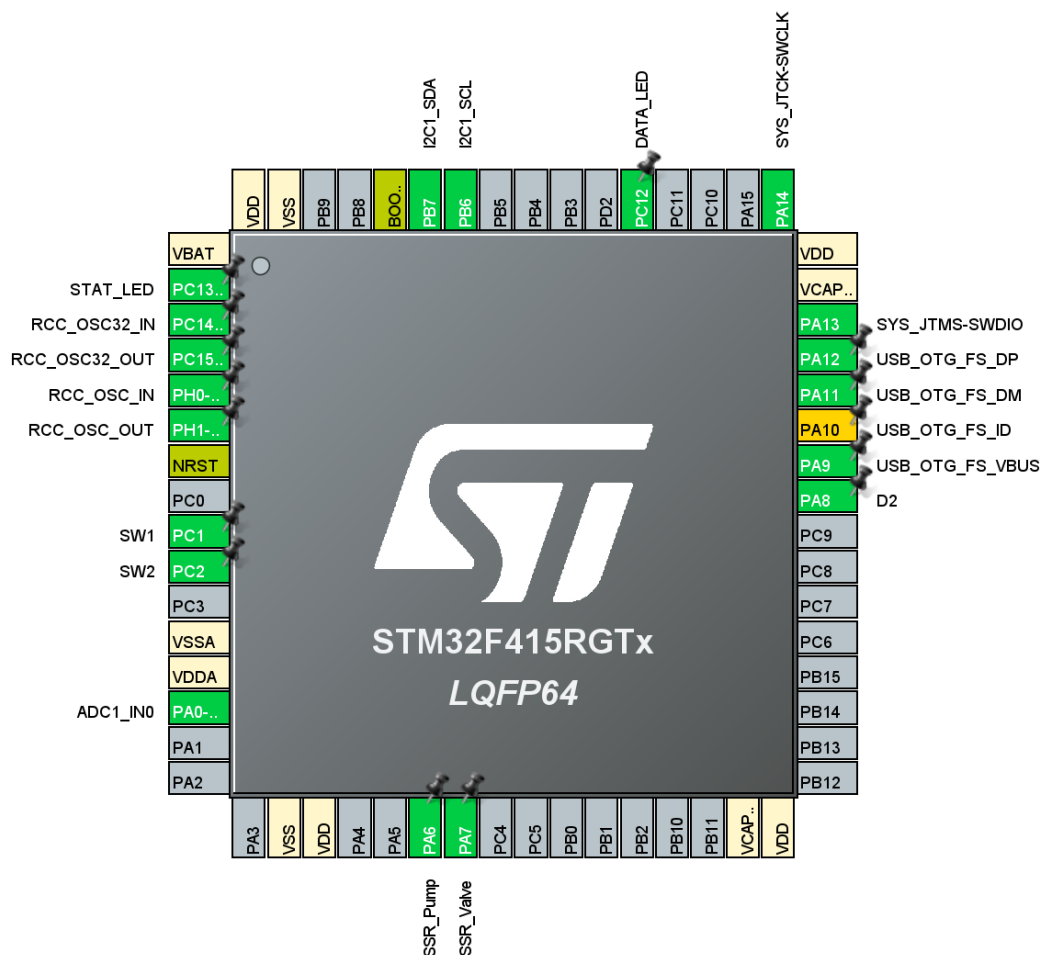 I2C1_SDA
I2C1_SCL
DATA_LED
SYS_JTCK-SWCLK
VDD
VSS
PB9
PB8
BOO..
PB7
PB6
PB5
PB4
PB3
PD2
PC12
PC11
PC10
PA15
PA14
VBAT
STAT_LED PC13..
RCC_OSC32_IN PC14..
RCC_OSC32_OUT PC15..
RCC_OSC_IN PH0-..
RCC_OSC_OUT PH1-..
NRST
PC0
SW1 PC1
SW2 PC2
PC3
VSSA
VDDA
ADC1_IN0 PA0-..
PA1
PA2
STM32F415RGTx
LQFP64
VDD
VCAP..
PA13 SYS_JTMS-SWDIO
PA12 USB_OTG_FS_DP
PA11 USB_OTG_FS_DM
PA10 USB_OTG_FS_ID
PA9 USB_OTG_FS_VBUS
PA8 D2
PC9
PC8
PC7
PC6
PB15
PB14
PB13
PB12
PA3
VSS
VDD
PA4
PA5
PA6
PA7
PC4
PC5
PB0
PB1
PB2
PB10
PB11
VCAP..
VDD
SSR_Pump
SSR_Valve